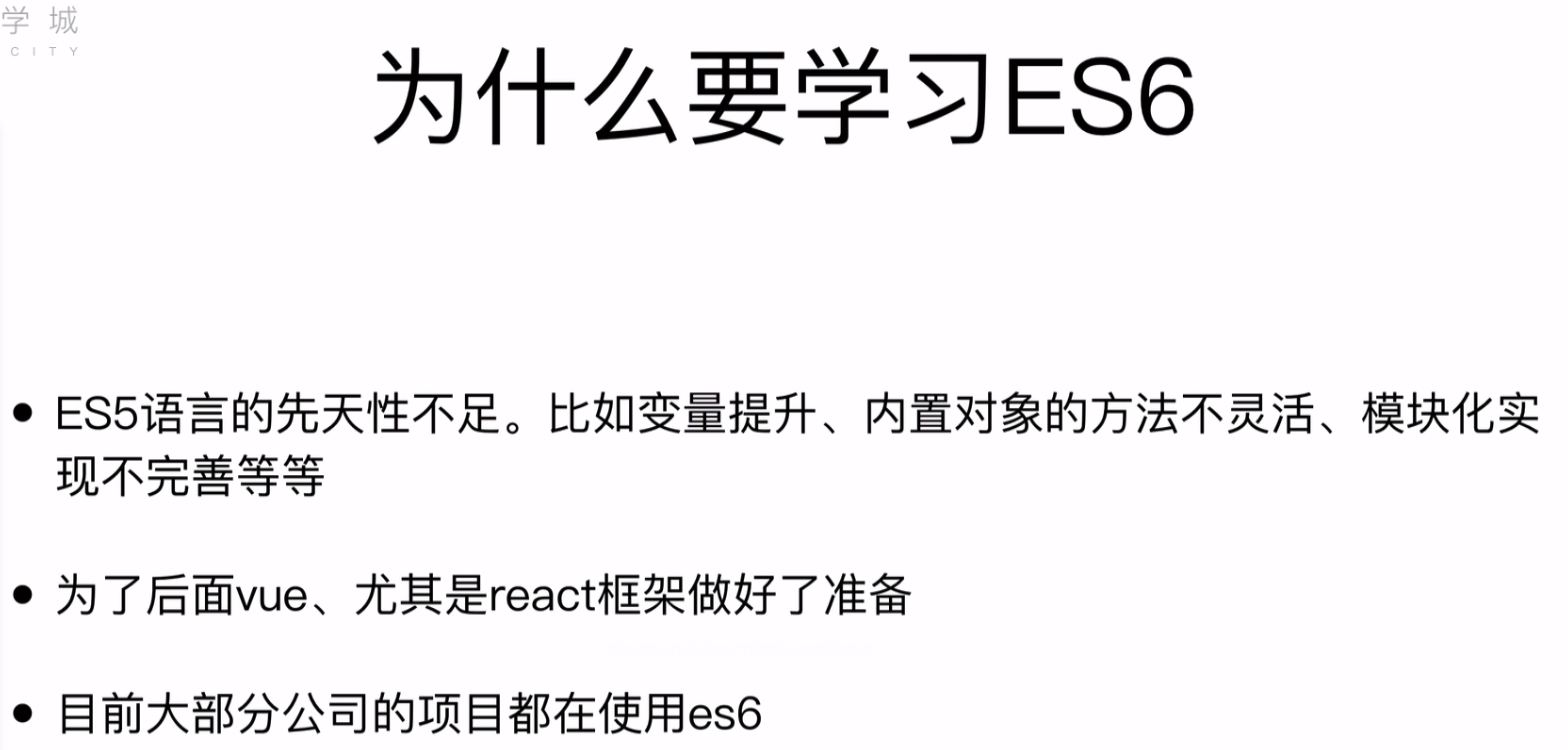 学 城
CITY
为什么要学习ES6
• ES5语言的先天性不足。比如变量提升、内置对象的方法不灵活、模块化实
现不完善等等
• 为了后面vue、尤其是react框架做好了准备
• 目前大部分公司的项目都在使用es6